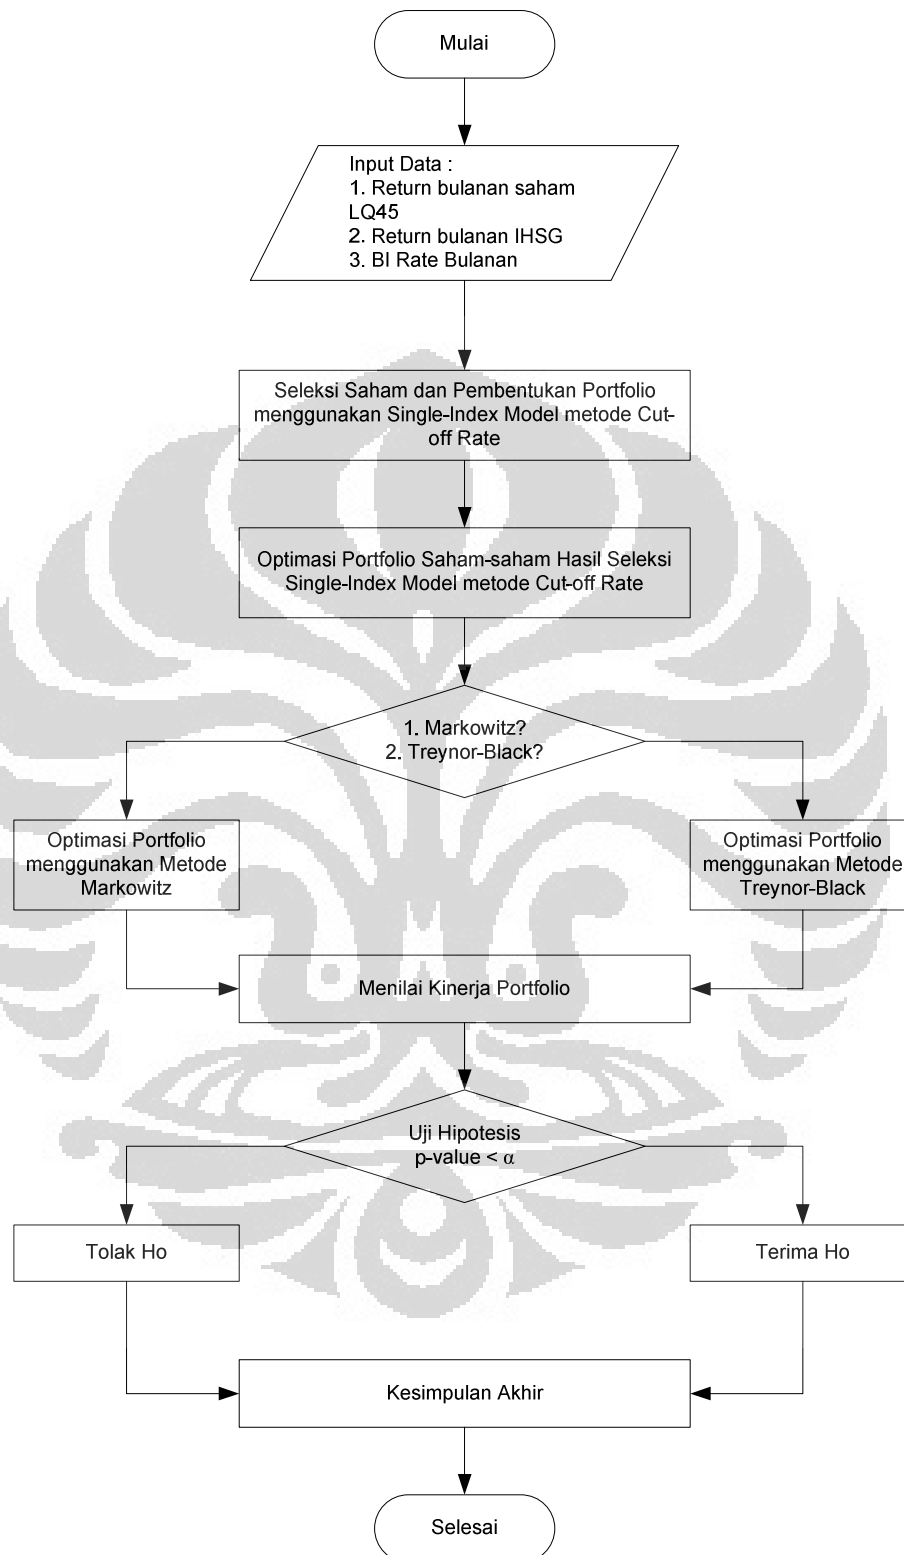 Mulai
Input Data :
1. Return bulanan saham
LQ45
2. Return bulanan IHSG
3. BI Rate Bulanan
Seleksi Saham dan Pembentukan Portfolio
menggunakan Single-Index Model metode Cut-
off Rate
Optimasi Portfolio Saham-saham Hasil Seleksi
Single-Index Model metode Cut-off Rate
1. Markowitz?
2. Treynor-Black?
Optimasi Portfolio
menggunakan Metode
Markowitz
Optimasi Portfolio
menggunakan Metode
Treynor-Black
Menilai Kinerja Portfolio
Uji Hipotesis
p-value < α
Tolak Ho
Terima Ho
Kesimpulan Akhir
Selesai